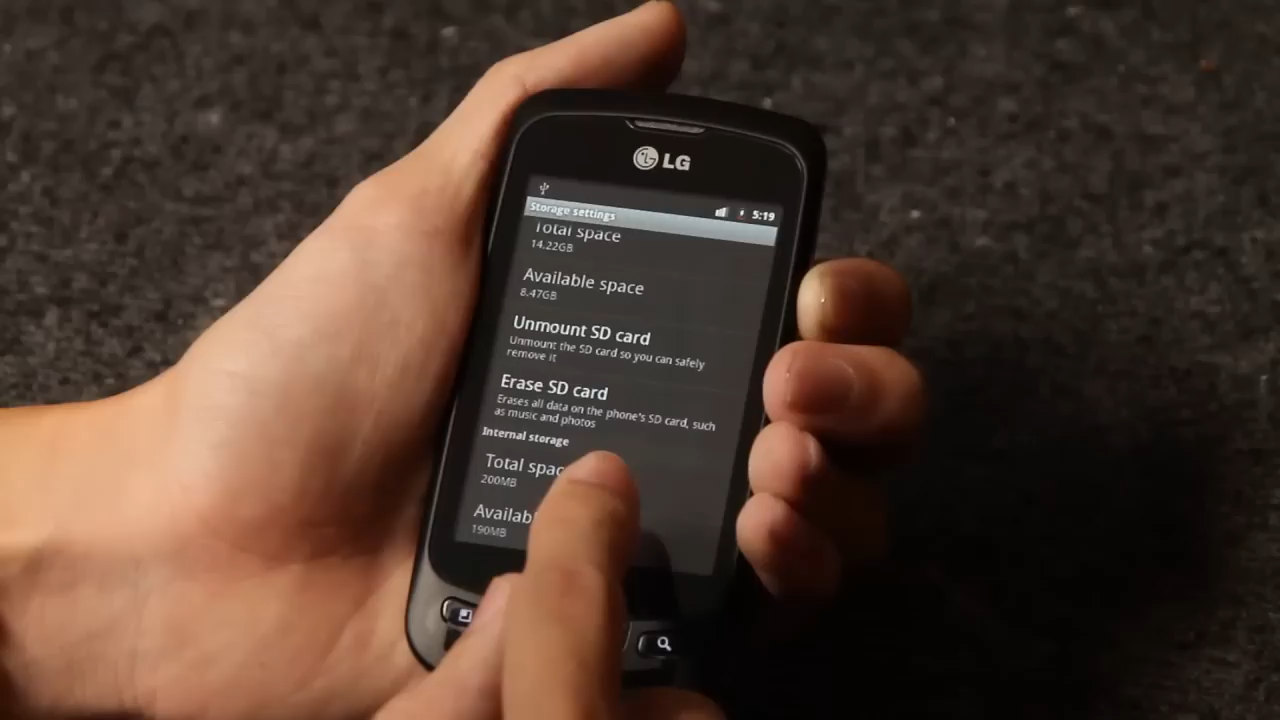 LG
5:19
Storage settings
Total space
14.22GB
Available space
8.47GB
Unmount SD card
Unmount the SD card so you can safely
remove it
Erase SD card
Erases all data on the phone's SD card, such
as music and photos
Internal storage
Total spac
200MB
Availab
190MB